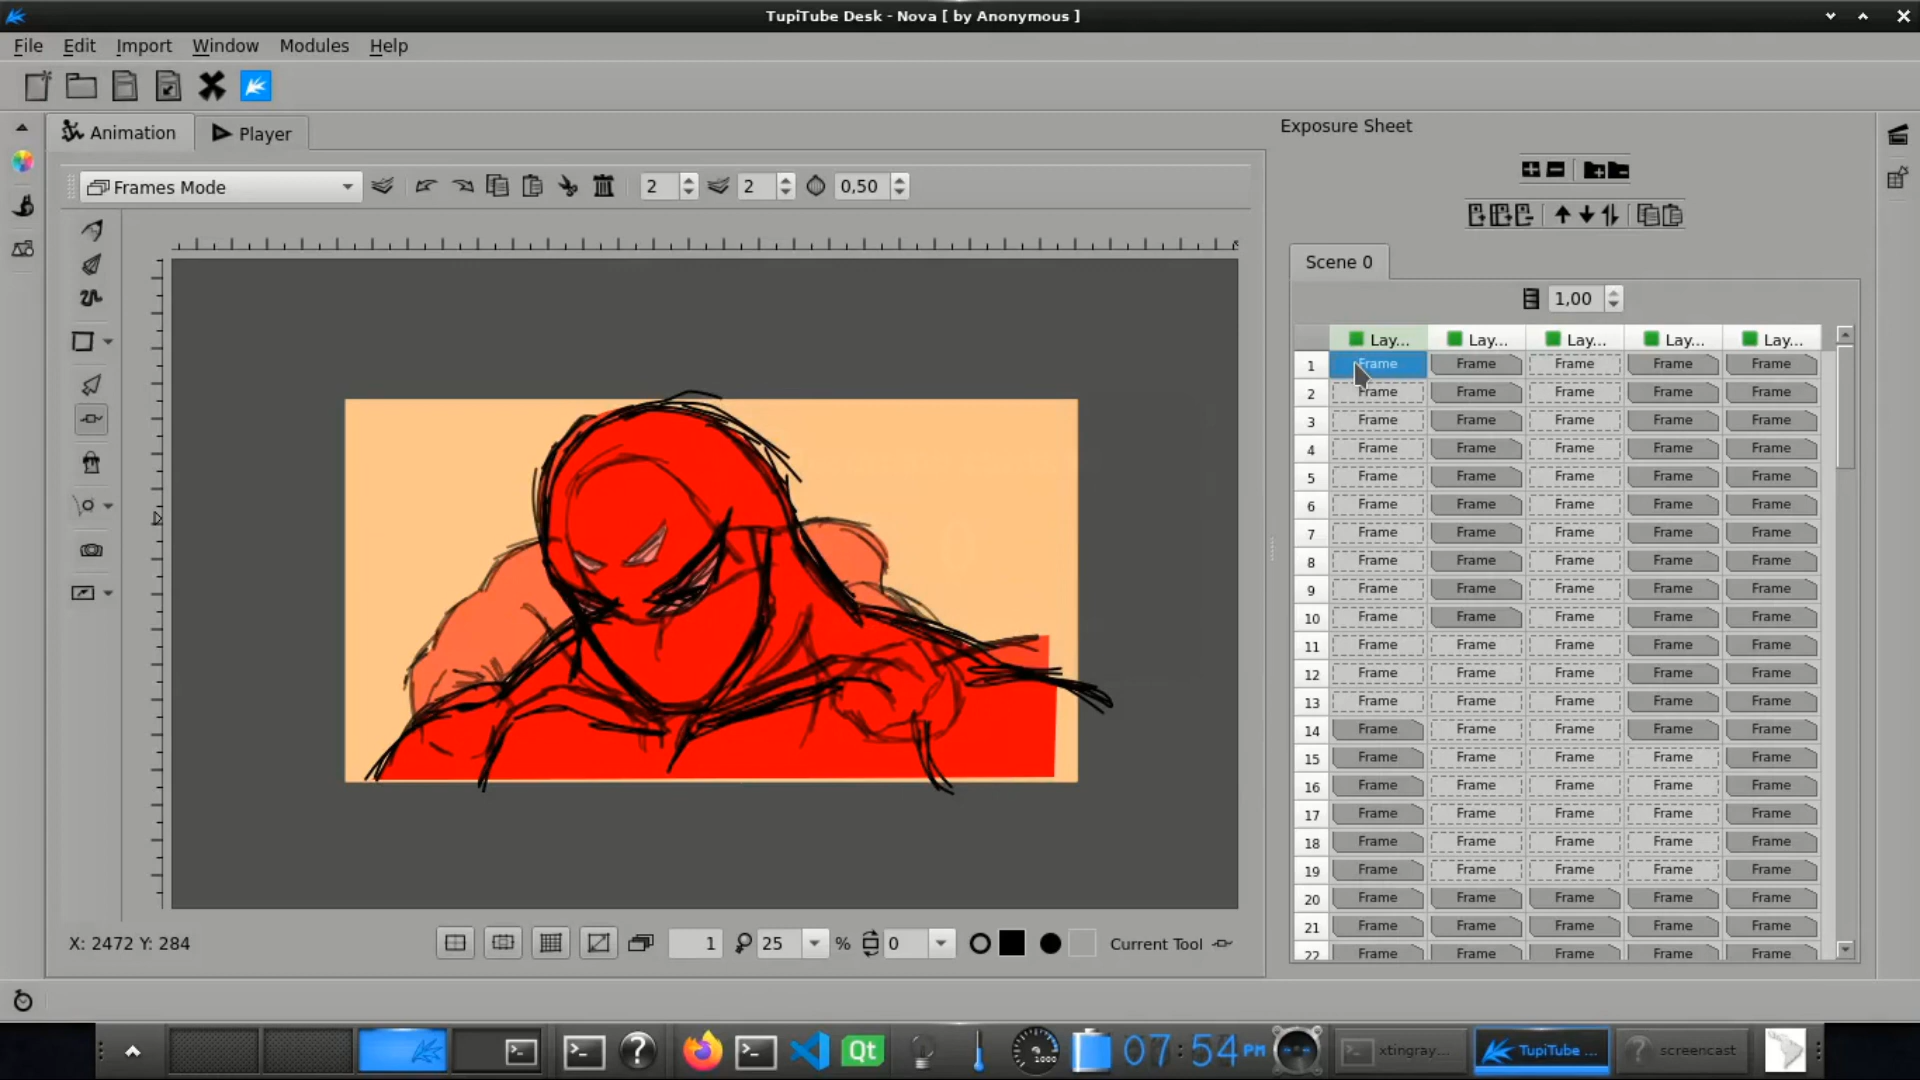 TupiTube Desk - Nova [ by Anonymous ]
File Edit Import Window Modules Help
Animation Player
Exposure Sheet
Frames Mode 2 2 0,50
Scene 0
1,00
Lay... Lay... Lay... Lay... Lay...
1 Frame Frame Frame Frame Frame
2 Frame Frame Frame Frame Frame
3 Frame Frame Frame Frame Frame
4 Frame Frame Frame Frame Frame
5 Frame Frame Frame Frame Frame
6 Frame Frame Frame Frame Frame
7 Frame Frame Frame Frame Frame
8 Frame Frame Frame Frame Frame
9 Frame Frame Frame Frame Frame
10 Frame Frame Frame Frame Frame
11 Frame Frame Frame Frame Frame
12 Frame Frame Frame Frame Frame
13 Frame Frame Frame Frame Frame
14 Frame Frame Frame Frame Frame
15 Frame Frame Frame Frame Frame
16 Frame Frame Frame Frame Frame
17 Frame Frame Frame Frame Frame
18 Frame Frame Frame Frame Frame
19 Frame Frame Frame Frame Frame
20 Frame Frame Frame Frame Frame
21 Frame Frame Frame Frame Frame
22 Frame Frame Frame Frame Frame
X: 2472 Y: 284 1 25 % 0 Current Tool
Qt 1000 07:54 PM xtingray... TupiTube ... screencast